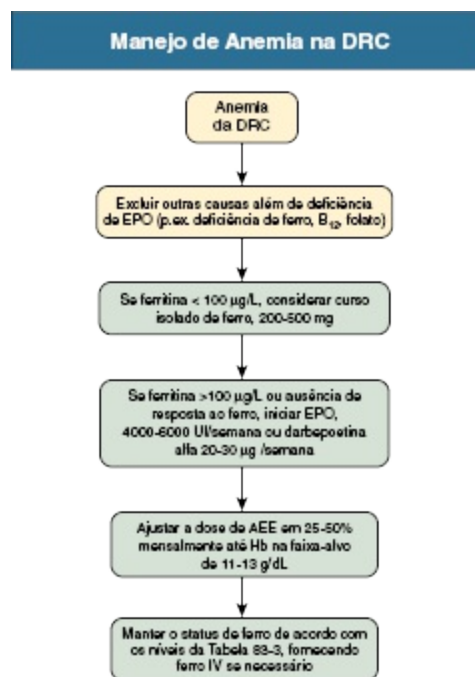 Manejo de Anemia na DRC
Anemia
da DRC
Excluir outras causas além de deficiência
de EPO (p.ex. deficiência de ferro, B₁₂, folato)
Se ferritina < 100 µg/L, considerar curso
isolado de ferro, 200-500 mg
Se ferritina >100 µg/L ou ausência de
resposta ao ferro, iniciar EPO,
4000-6000 UI/semana ou darbepoetina
alfa 20-30 µg /semana
Ajustar a dose de AEE em 25-50%
mensalmente até Hb na faixa-alvo
de 11-13 g/dL
Manter o status de ferro de acordo com
os níveis da Tabela 83-3, fornecendo
ferro IV se necessário